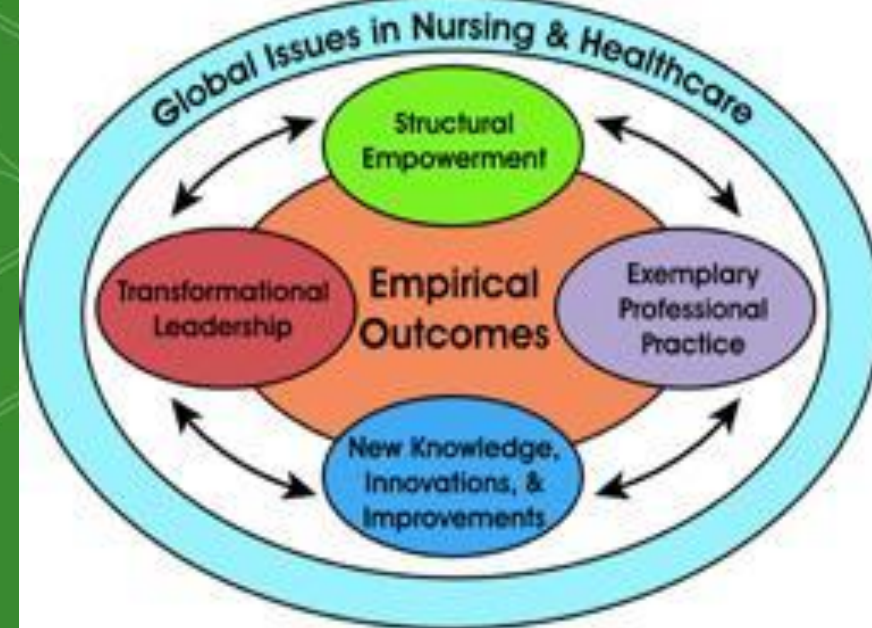 Global Issues in Nursing & Healthcare
Structural
Empowerment
Transformational
Leadership
Empirical
Outcomes
Exemplary
Professional
Practice
New Knowledge,
Innovations, &
Improvements